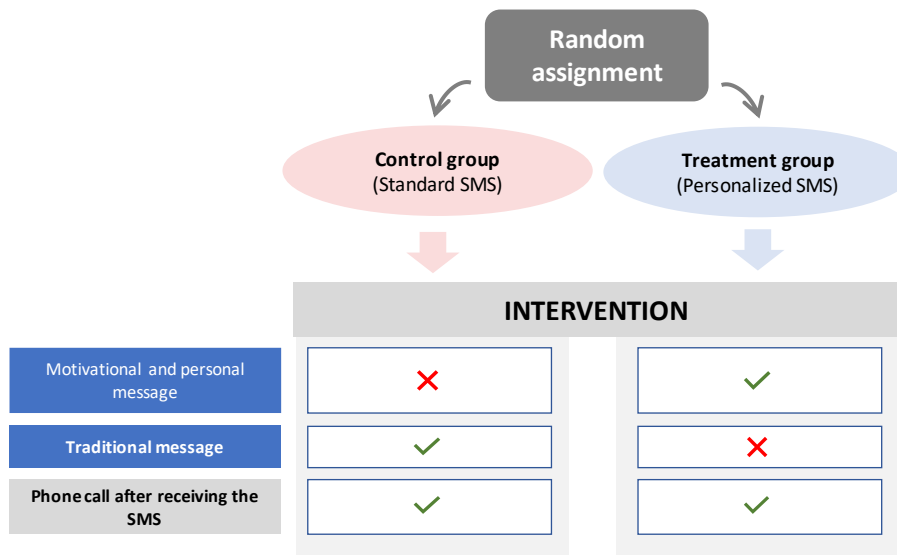 Random
assignment
Control group
(Standard SMS)
Treatment group
(Personalized SMS)
INTERVENTION
Motivational and personal
message
Traditional message
Phone call after receiving the
SMS